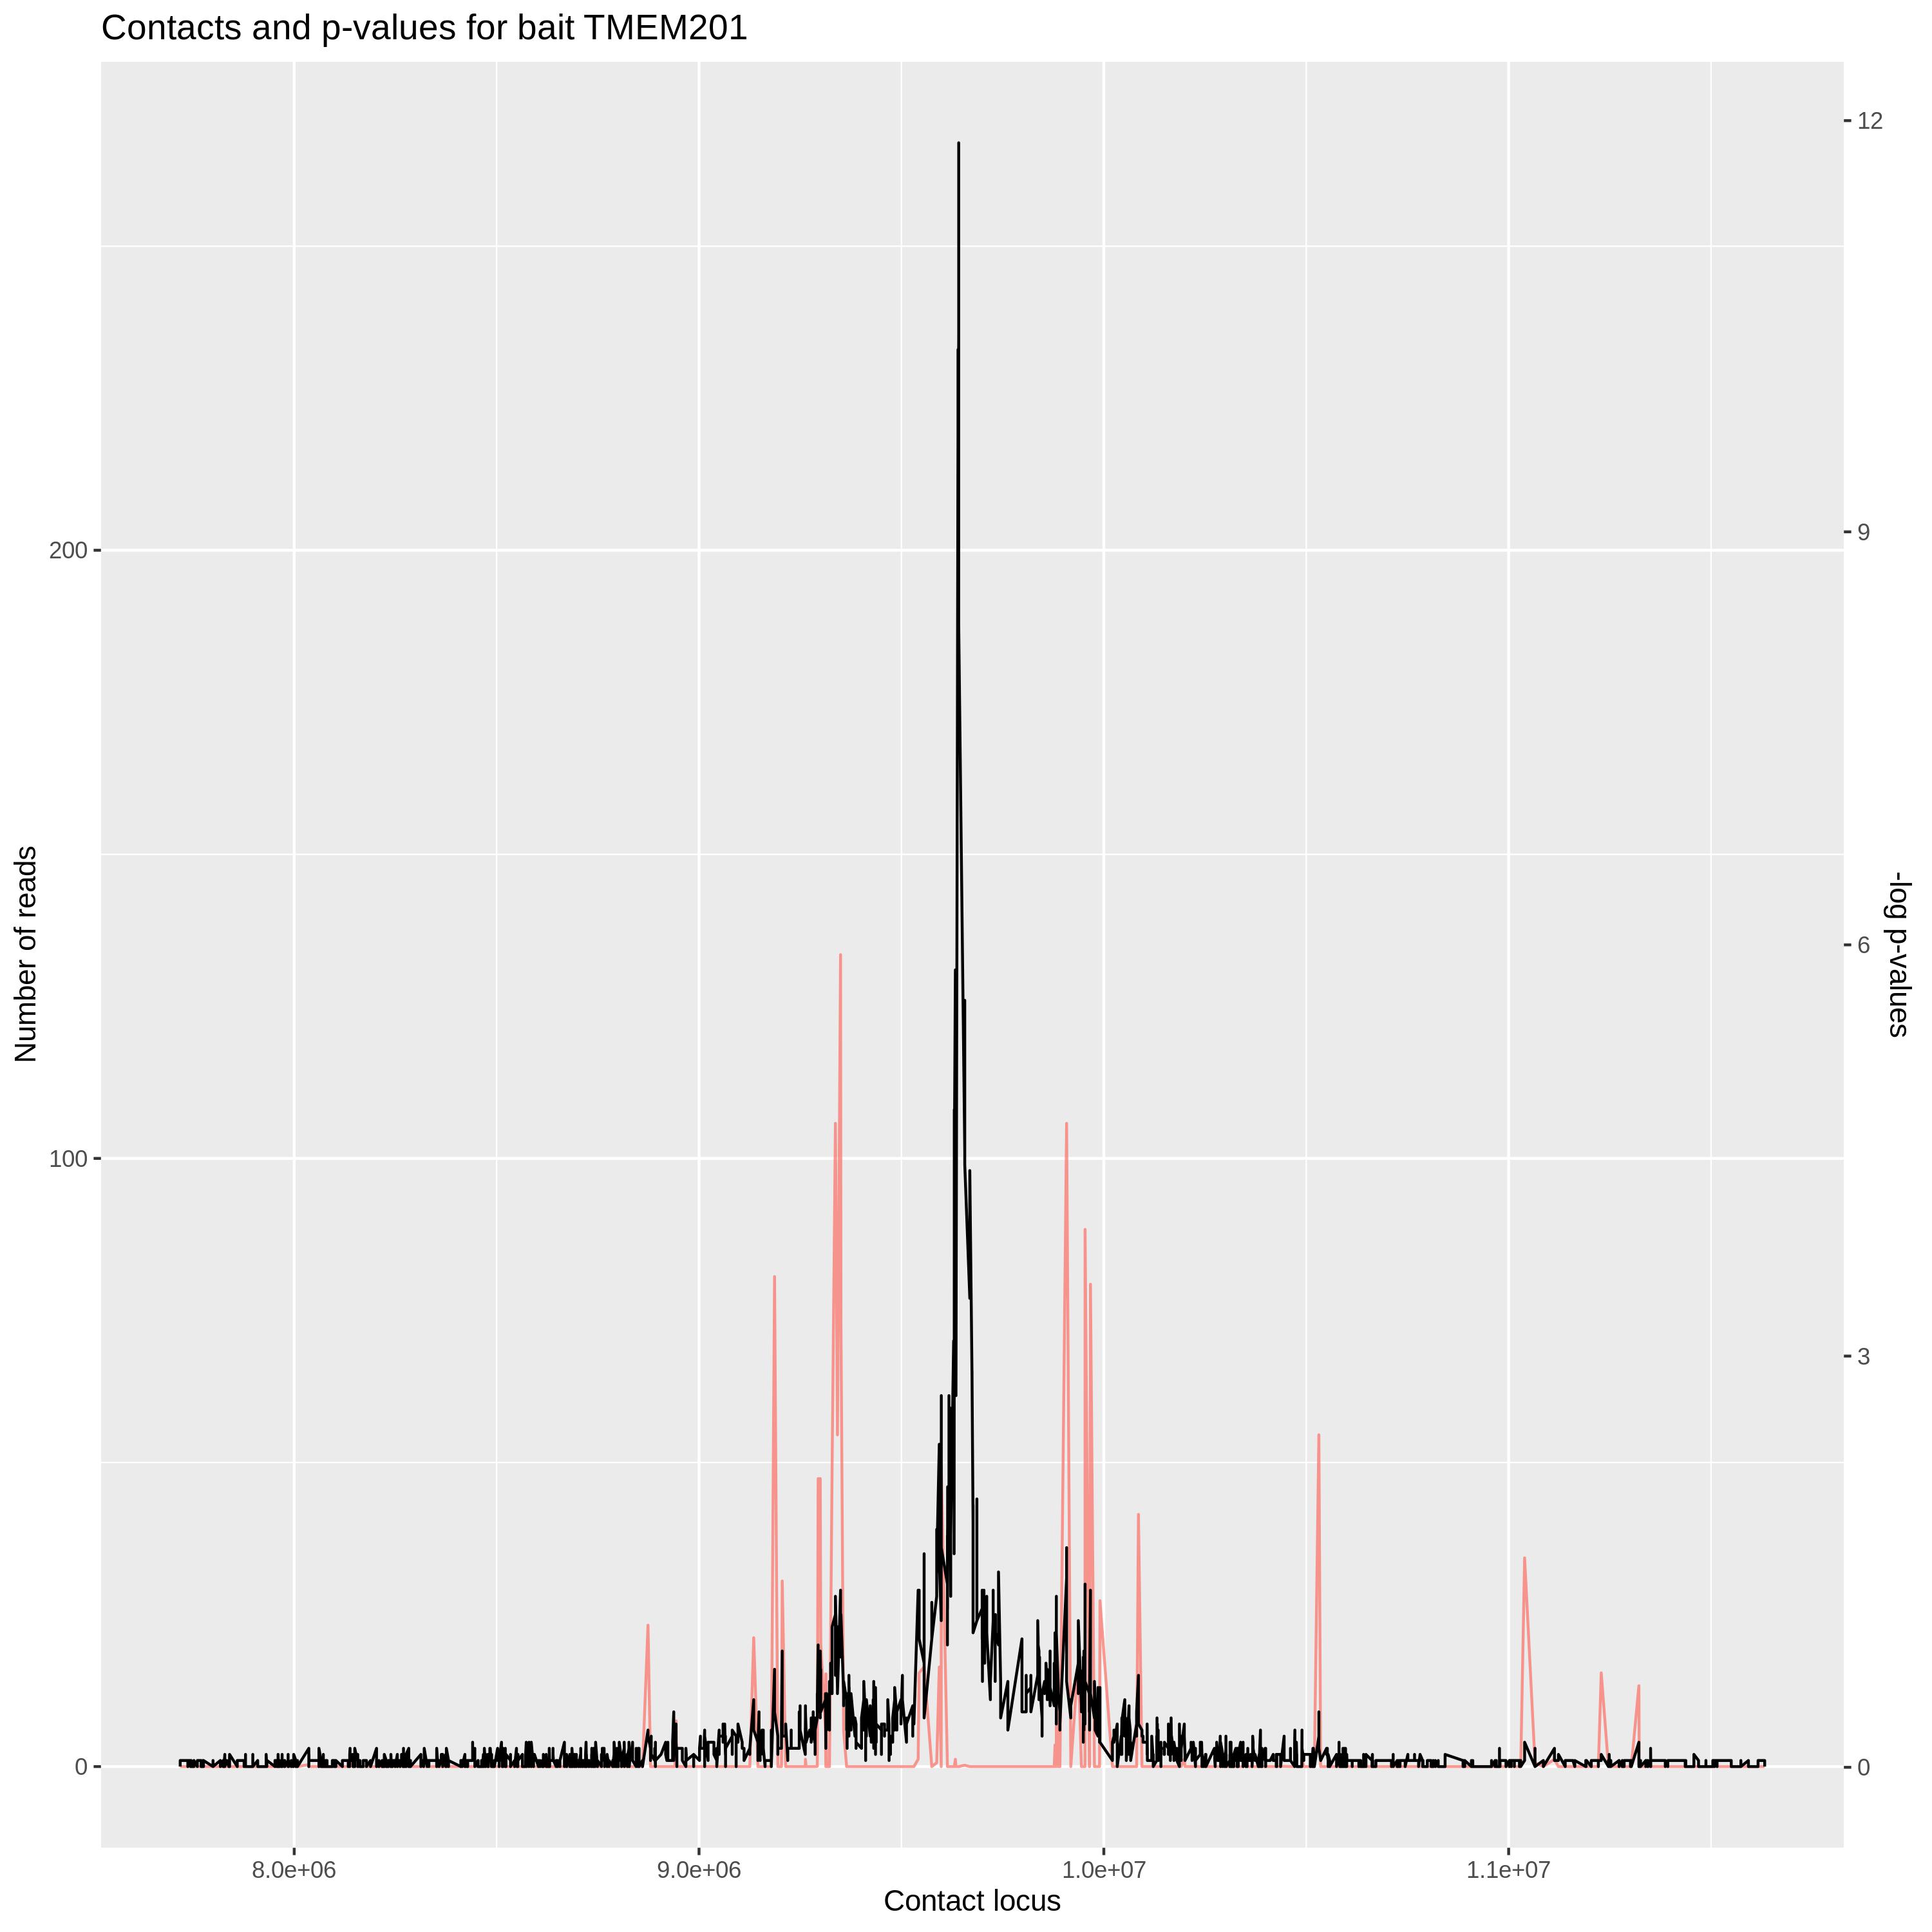 Contacts and p-values for bait TMEM201
Number of reads
200
100
0
12
9
6
3
0
-log p-values
8.0e+06
9.0e+06
1.0e+07
1.1e+07
Contact locus